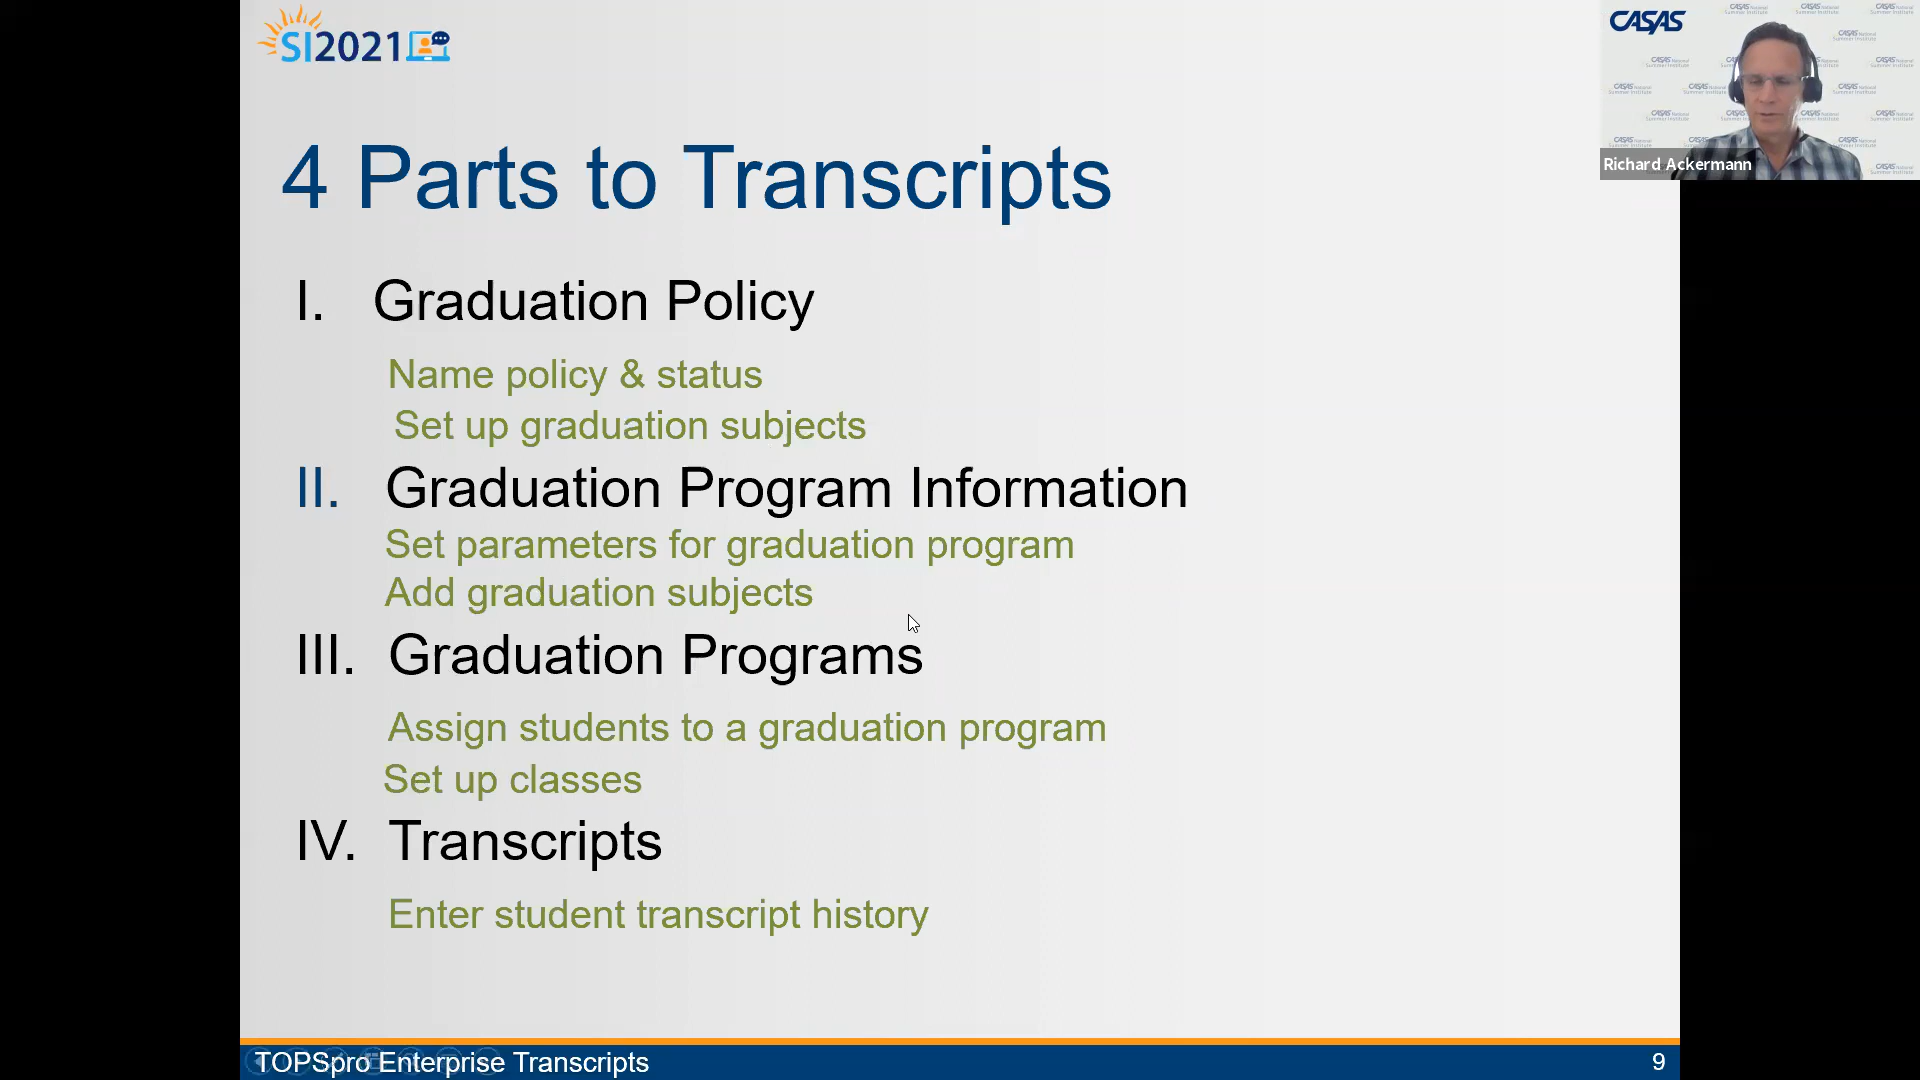 SI2021
CASAS
Richard Ackermann
4 Parts to Transcripts
I. Graduation Policy
Name policy & status
Set up graduation subjects
II. Graduation Program Information
Set parameters for graduation program
Add graduation subjects
III. Graduation Programs
Assign students to a graduation program
Set up classes
IV. Transcripts
Enter student transcript history
TOPSpro Enterprise Transcripts
9